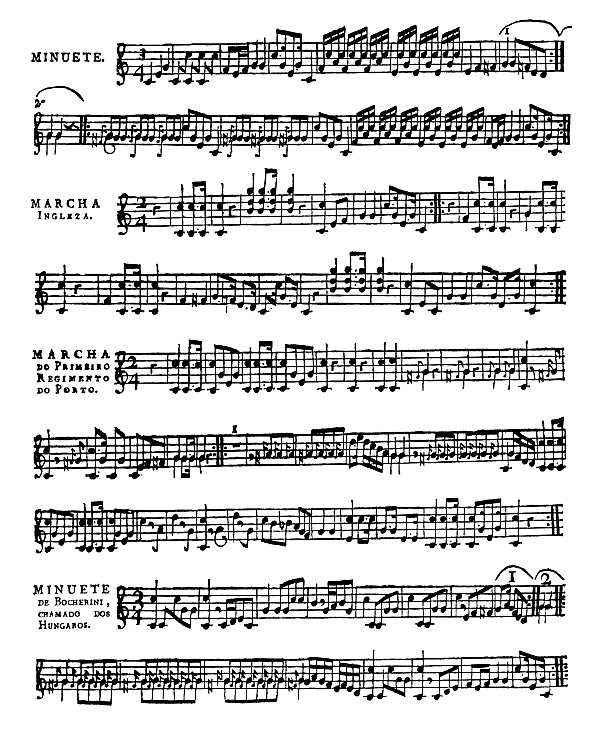 MINUETE.
1
2
MARCHA
INGLEZA.
MARCHA
DO PRIMEIRO
REGIMENTO
DO PORTO.
1
MINUETE
DE BOCHERINI,
CHAMADO DOS
HUNGAROS.
1 2